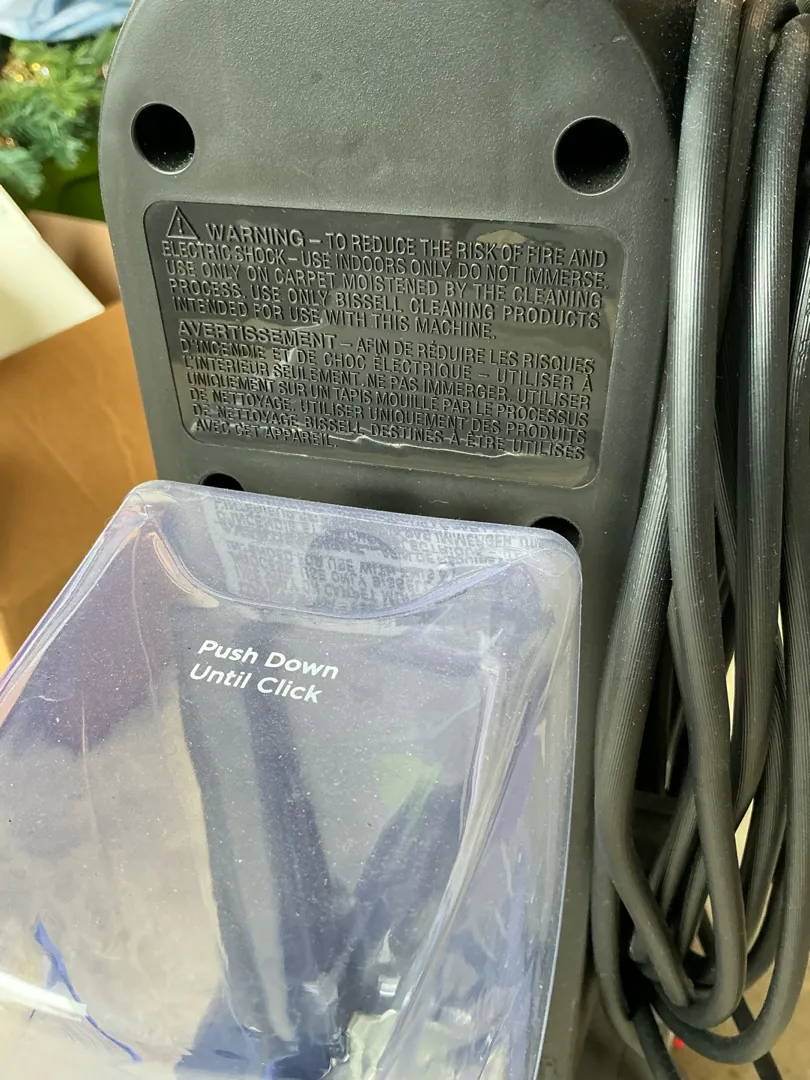 WARNING – TO REDUCE THE RISK OF FIRE AND
ELECTRIC SHOCK – USE INDOORS ONLY. DO NOT IMMERSE.
USE ONLY ON CARPET MOISTENED BY THE CLEANING
PROCESS. USE ONLY BISSELL CLEANING PRODUCTS
INTENDED FOR USE WITH THIS MACHINE.
AVERTISSEMENT – AFIN DE RÉDUIRE LES RISQUES
D'INCENDIE ET DE CHOC ÉLECTRIQUE – UTILISER À
L'INTÉRIEUR SEULEMENT. NE PAS IMMERGER. UTILISER
UNIQUEMENT SUR UN TAPIS MOUILLÉ PAR LE PROCESSUS
DE NETTOYAGE. UTILISER UNIQUEMENT DES PRODUITS
DE NETTOYAGE BISSELL DESTINÉS À ÊTRE UTILISÉS
AVEC CET APPAREIL.
Push Down
Until Click